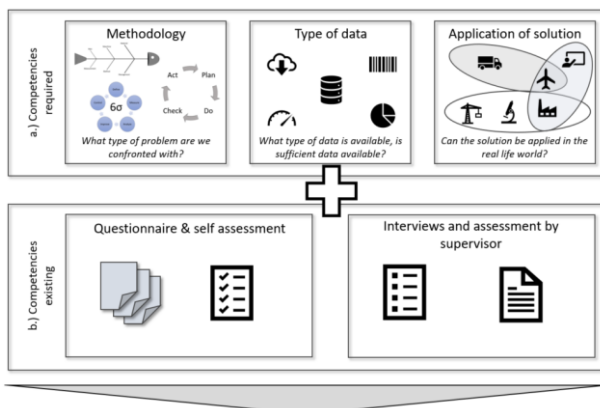 a.) Competencies
required
Methodology
Act
Plan
6σ
Check
Do
What type of problem are we
confronted with?
Type of data
What type of data is available, is
sufficient data available?
Application of solution
Can the solution be applied in the
real life world?
b.) Competencies
existing
Questionnaire & self assessment
Interviews and assessment by
supervisor